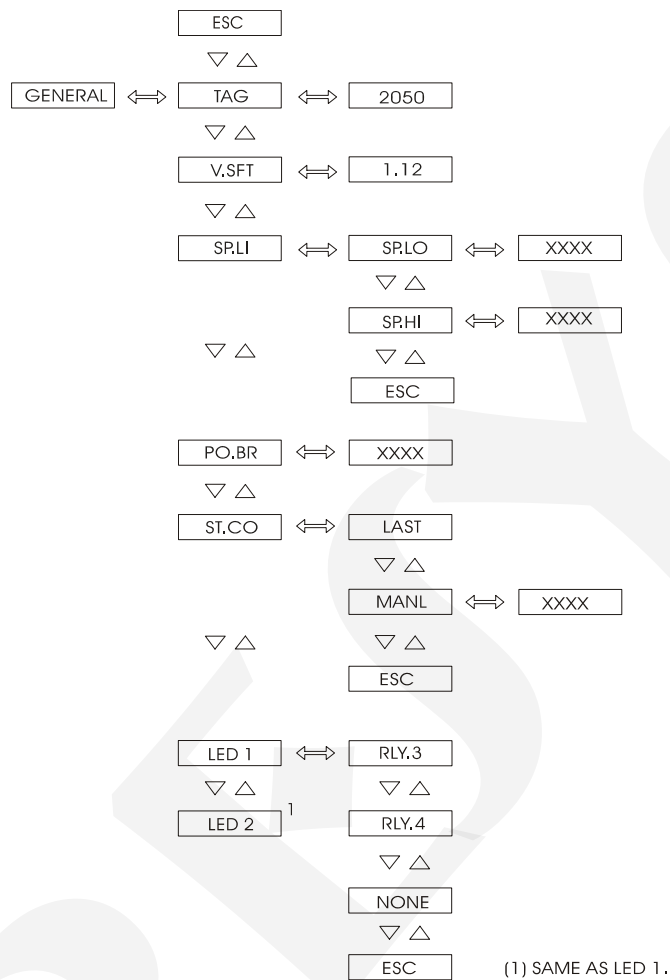 ESC
GENERAL TAG 2050
V.SFT 1.12
SP.LI SP.LO XXXX
SP.HI XXXX
ESC
PO.BR XXXX
ST.CO LAST
MANL XXXX
ESC
LED 1 RLY.3
LED 2 1 RLY.4
NONE
ESC (1) SAME AS LED 1.